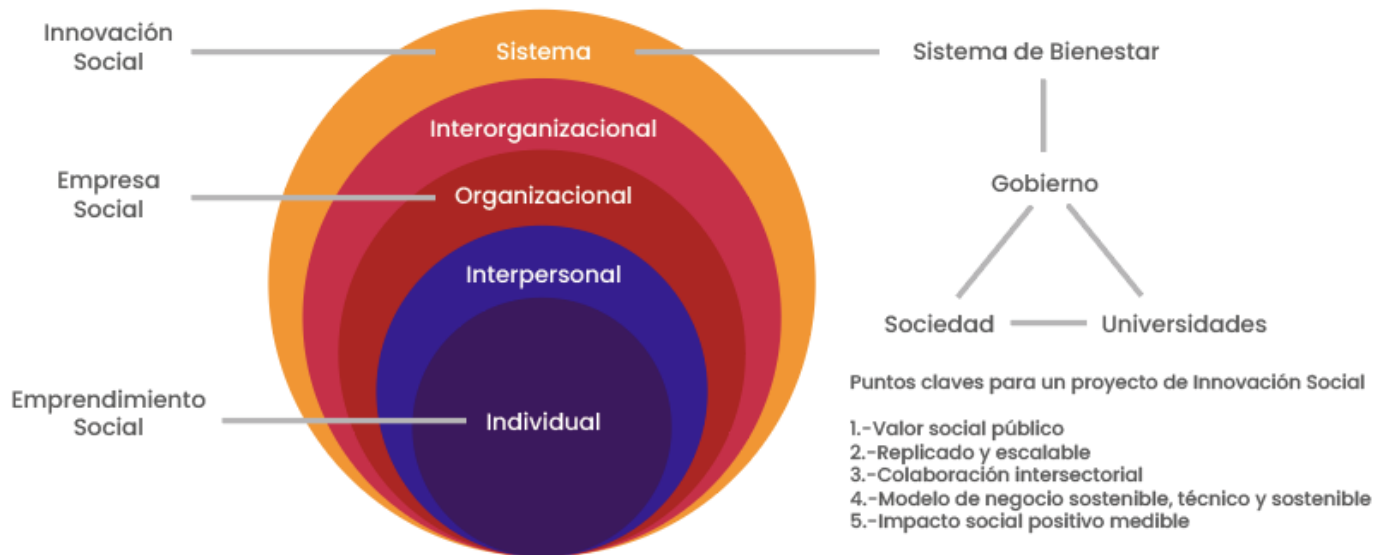 Innovación
Social
Sistema
Sistema de Bienestar
Interorganizacional
Empresa
Social
Organizacional
Gobierno
Interpersonal
Sociedad
Universidades
Emprendimiento
Social
Individual
Puntos claves para un proyecto de Innovación Social
1.-Valor social público
2.-Replicado y escalable
3.-Colaboración intersectorial
4.-Modelo de negocio sostenible, técnico y sostenible
5.-Impacto social positivo medible